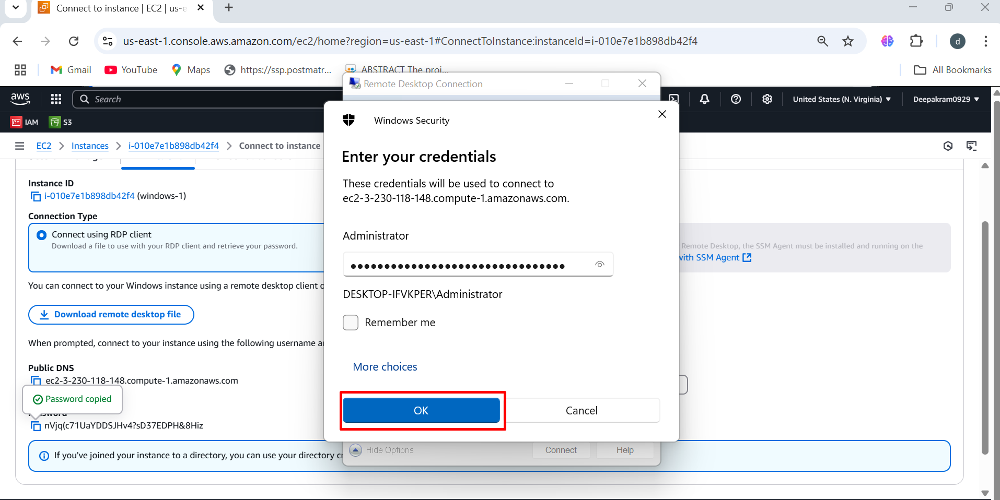 Connect to instance | EC2 | us-e
us-east-1.console.aws.amazon.com/ec2/home?region=us-east-1#ConnectToInstance:instanceId=i-010e7e1b898db42f4
d
Gmail
YouTube
Maps
https://ssp.postmatr...
ABSTRACT The proj...
All Bookmarks
Remote Desktop Connection
aws
Search
United States (N. Virginia)
Deepakram0929
IAM
S3
Windows Security
EC2
Instances
i-010e7e1b898db42f4
Connect to instance
Enter your credentials
These credentials will be used to connect to
ec2-3-230-118-148.compute-1.amazonaws.com.
Instance ID
i-010e7e1b898db42f4 (windows-1)
Connection Type
Connect using RDP client
Download a file to use with your RDP client and retrieve your password.
Remote Desktop, the SSM Agent must be installed and running on the
with SSM Agent
Administrator
You can connect to your Windows instance using a remote desktop client
DESKTOP-IFVKPER\Administrator
Download remote desktop file
Remember me
When prompted, connect to your instance using the following username
More choices
Public DNS
ec2-3-230-118-148.compute-1.amazonaws.com
Password copied
OK
Cancel
Password
nVjq(c71UaYDDSJHv4?sD37EDPH&8Hiz
Hide Options
Connect
Help
If you've joined your instance to a directory, you can use your directory